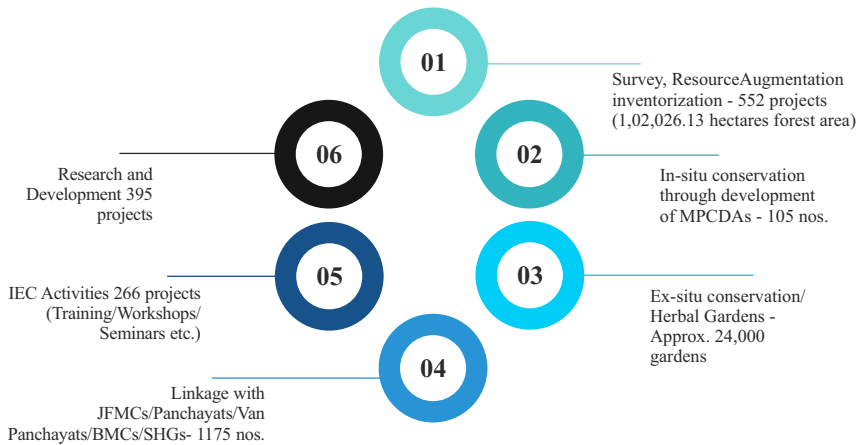 01
Survey, ResourceAugmentation
inventorization - 552 projects
(1,02,026.13 hectares forest area)
02
In-situ conservation
through development
of MPCDAs - 105 nos.
03
Ex-situ conservation/
Herbal Gardens -
Approx. 24,000
gardens
04
Linkage with
JFMCs/Panchayats/Van
Panchayats/BMCs/SHGs- 1175 nos.
05
IEC Activities 266 projects
(Training/Workshops/
Seminars etc.)
06
Research and
Development 395
projects